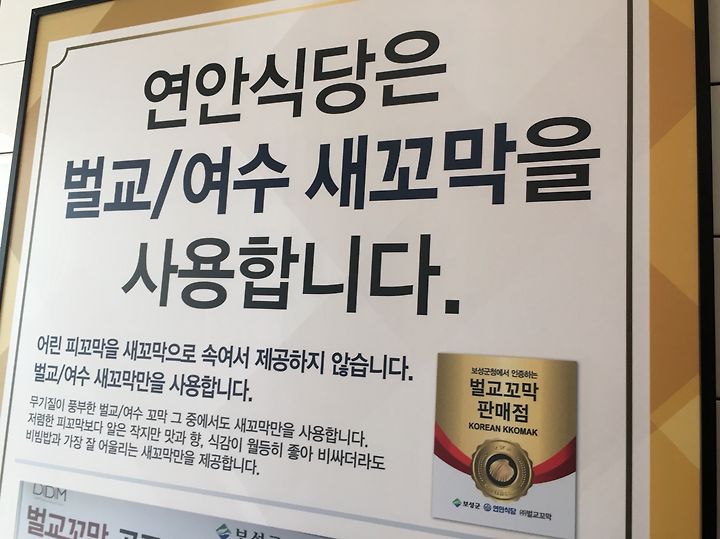 연안식당은
벌교/여수 새꼬막을
사용합니다.
어린 피꼬막을 새꼬막으로 속여서 제공하지 않습니다.
벌교/여수 새꼬막만을 사용합니다.
무기질이 풍부한 벌교/여수 꼬막 그 중에서도 새꼬막만을 사용합니다.
저렴한 피꼬막보다 알은 작지만 맛과 향, 식감이 월등히 좋아 비싸더라도
비빔밥과 가장 잘 어울리는 새꼬막만을 제공합니다.
보성군청에서 인증하는
벌교꼬막
판매점
KOREAN KKOMAK
보성군 연안식당 ㈜벌교꼬막
DDM
벌교꼬막
보성군